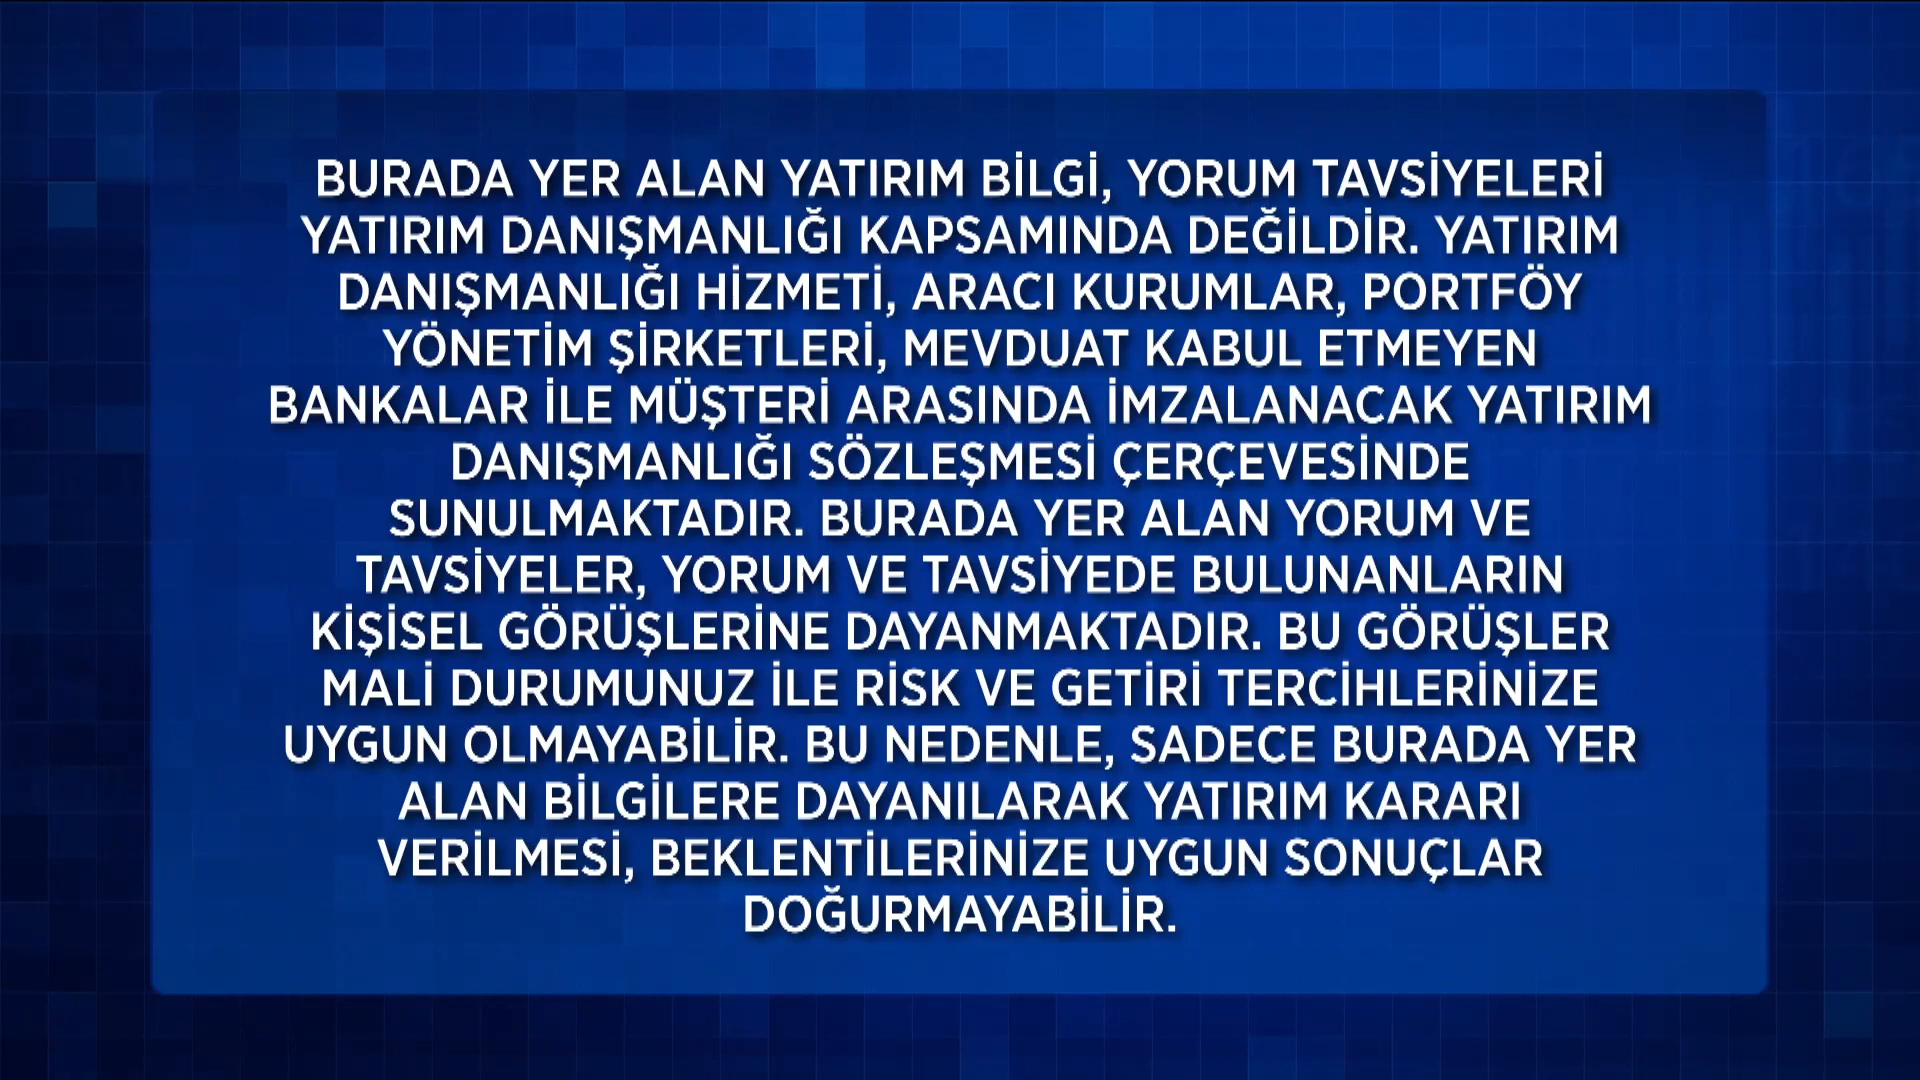 BURADA YER ALAN YATIRIM BİLGİ, YORUM TAVSİYELERİ
YATIRIM DANIŞMANLIĞI KAPSAMINDA DEĞİLDİR. YATIRIM
DANIŞMANLIĞI HİZMETİ, ARACI KURUMLAR, PORTFÖY
YÖNETİM ŞİRKETLERİ, MEVDUAT KABUL ETMEYEN
BANKALAR İLE MÜŞTERİ ARASINDA İMZALANACAK YATIRIM
DANIŞMANLIĞI SÖZLEŞMESİ ÇERÇEVESİNDE
SUNULMAKTADIR. BURADA YER ALAN YORUM VE
TAVSİYELER, YORUM VE TAVSİYEDE BULUNANLARIN
KİŞİSEL GÖRÜŞLERİNE DAYANMAKTADIR. BU GÖRÜŞLER
MALİ DURUMUNUZ İLE RİSK VE GETİRİ TERCİHLERİNİZE
UYGUN OLMAYABİLİR. BU NEDENLE, SADECE BURADA YER
ALAN BİLGİLERE DAYANILARAK YATIRIM KARARI
VERİLMESİ, BEKLENTİLERİNİZE UYGUN SONUÇLAR
DOĞURMAYABİLİR.